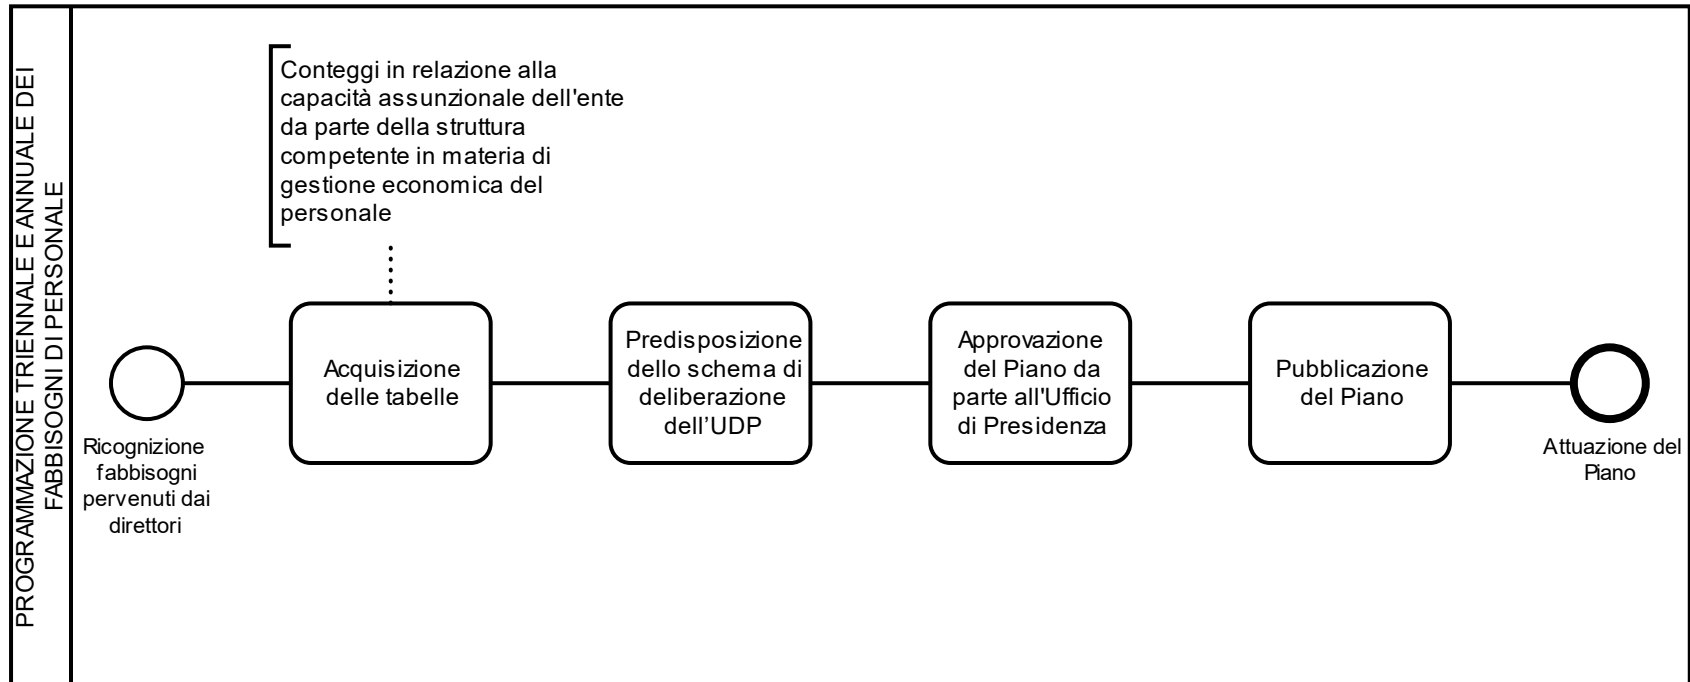 PROGRAMMAZIONE TRIENNALE E ANNUALE DEI
FABBISOGNI DI PERSONALE
Conteggi in relazione alla
capacità assunzionale dell'ente
da parte della struttura
competente in materia di
gestione economica del
personale
Ricognizione
fabbisogni
pervenuti dai
direttori
Acquisizione
delle tabelle
Predisposizione
dello schema di
deliberazione
dell’UDP
Approvazione
del Piano da
parte all'Ufficio
di Presidenza
Pubblicazione
del Piano
Attuazione del
Piano